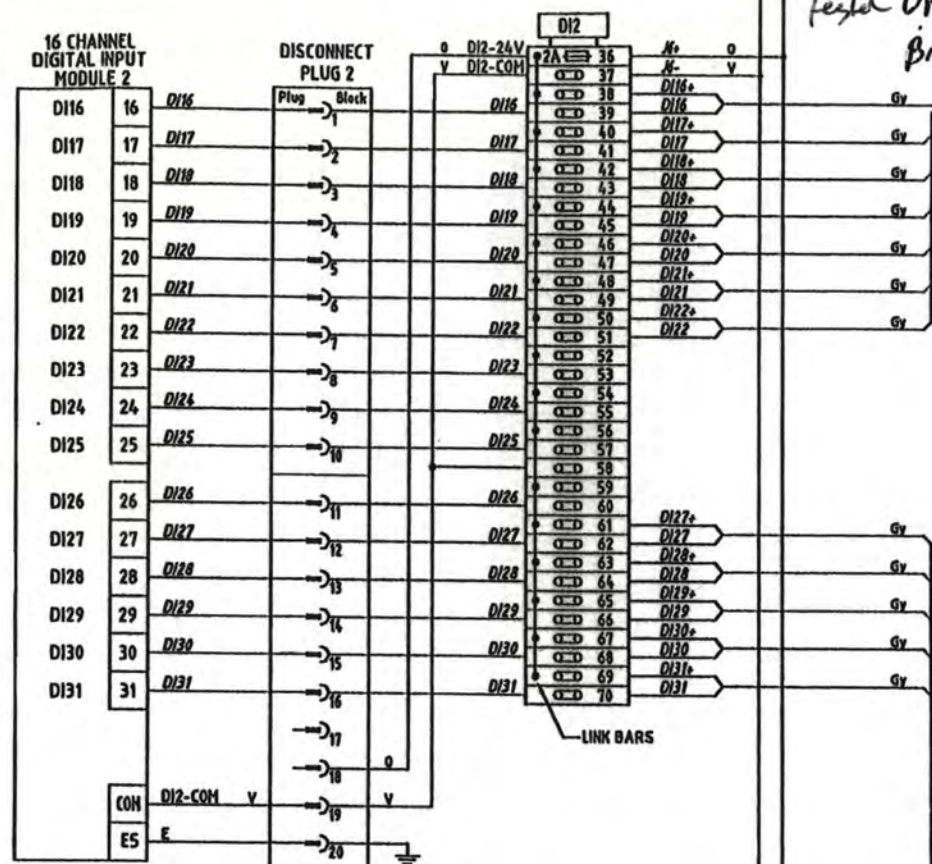 16 CHANNEL
DIGITAL INPUT
MODULE 2
DISCONNECT
PLUG 2
Plug Block
DI2
O DI2-24V 2A 36 J6+ O
V DI2-COM 37 J6- V
38 DI16+
DI16 16 DI16 1 DI16 39 DI16 Gy
40 DI17+
DI17 17 DI17 2 DI17 41 DI17 Gy
42 DI18+
DI18 18 DI18 3 DI18 43 DI18 Gy
44 DI19+
DI19 19 DI19 4 DI19 45 DI19 Gy
46 DI20+
DI20 20 DI20 5 DI20 47 DI20 Gy
48 DI21+
DI21 21 DI21 6 DI21 49 DI21 Gy
50 DI22+
DI22 22 DI22 7 DI22 51 DI22 Gy
52
DI23 23 DI23 8 DI23 53
54
DI24 24 DI24 9 DI24 55
56
DI25 25 DI25 10 DI25 57
58
59
DI26 26 DI26 11 DI26 60
61 DI27+
DI27 27 DI27 12 DI27 62 DI27 Gy
63 DI28+
DI28 28 DI28 13 DI28 64 DI28 Gy
65 DI29+
DI29 29 DI29 14 DI29 66 DI29 Gy
67 DI30+
DI30 30 DI30 15 DI30 68 DI30 Gy
69 DI31+
DI31 31 DI31 16 DI31 70 DI31 Gy
LINK BARS
17
18 O
COM DI2-COM V 19 V
ES E 20